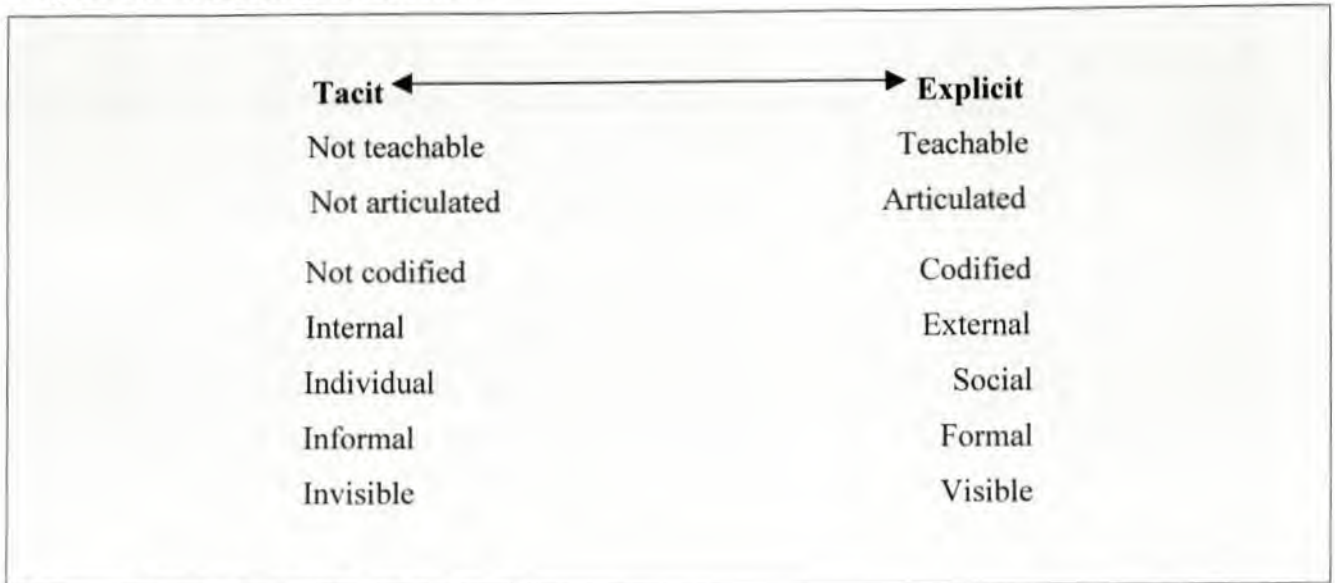 Tacit Explicit
Not teachable Teachable
Not articulated Articulated
Not codified Codified
Internal External
Individual Social
Informal Formal
Invisible Visible